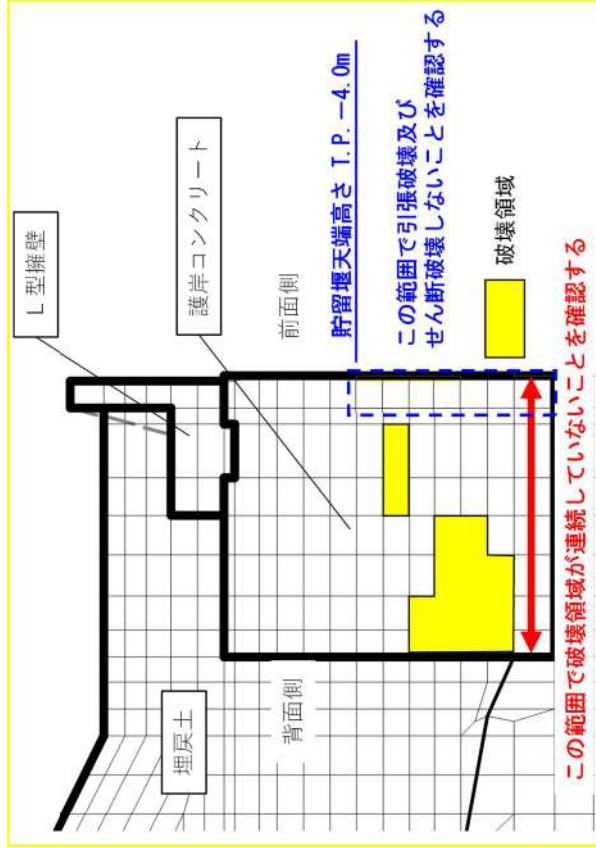 L型擁壁
護岸コンクリート
埋戻土
背面側
前面側
貯留堰天端高さ T.P.-4.0m
この範囲で引張破壊及び
せん断破壊しないことを確認する
破壊領域
この範囲で破壊領域が連続していないことを確認する